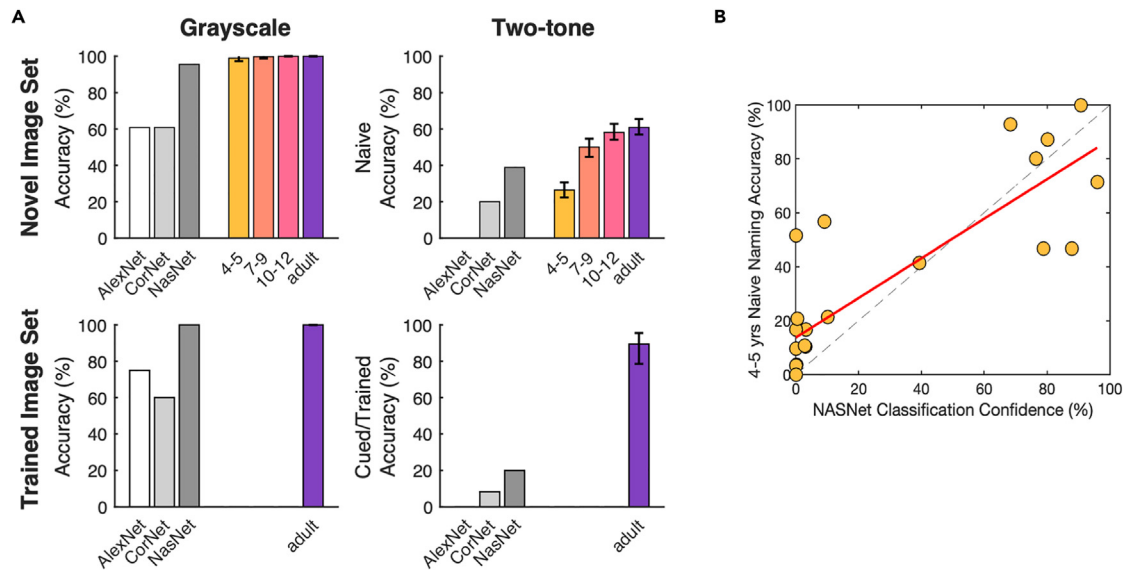 A
Grayscale
Two-tone
Novel Image Set
Accuracy (%)
100
80
60
40
20
0
AlexNet
CorNet
NasNet
4-5
7-9
10-12
adult
Naive
Accuracy (%)
100
80
60
40
20
0
AlexNet
CorNet
NasNet
4-5
7-9
10-12
adult
Trained Image Set
Accuracy (%)
100
80
60
40
20
0
AlexNet
CorNet
NasNet
adult
Cued/Trained
Accuracy (%)
100
80
60
40
20
0
AlexNet
CorNet
NasNet
adult
B
4-5 yrs Naive Naming Accuracy (%)
100
80
60
40
20
0
0
20
40
60
80
100
NASNet Classification Confidence (%)